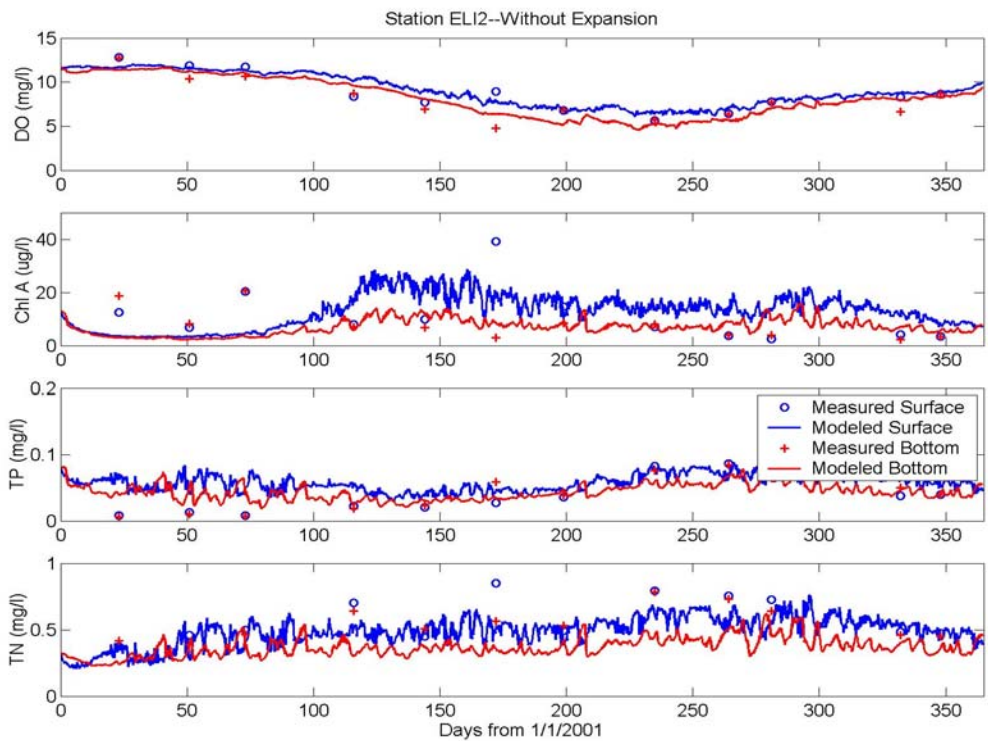 Station ELI2--Without Expansion
15
10
5
0
DO (mg/l)
0 50 100 150 200 250 300 350
40
20
0
Chl A (ug/l)
0 50 100 150 200 250 300 350
0.2
0.1
0
TP (mg/l)
Measured Surface
Modeled Surface
Measured Bottom
Modeled Bottom
0 50 100 150 200 250 300 350
1
0.5
0
TN (mg/l)
0 50 100 150 200 250 300 350
Days from 1/1/2001